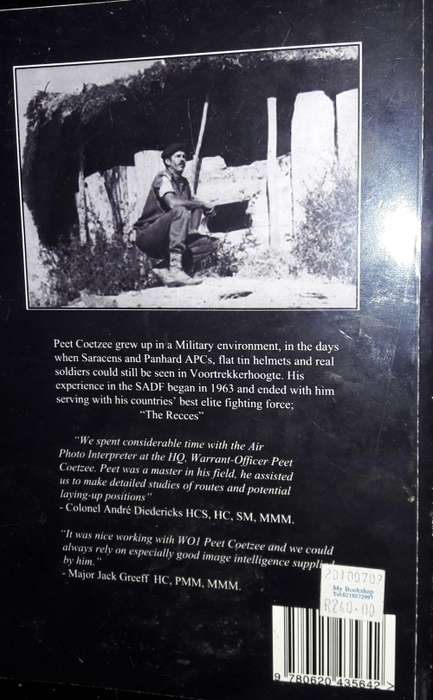 Peet Coetzee grew up in a Military environment, in the days
when Saracens and Panhard APCs, flat tin helmets and real
soldiers could still be seen in Voortrekkerhoogte. His
experience in the SADF began in 1963 and ended with him
serving with his countries' best elite fighting force;
"The Recces"
"We spent considerable time with the Air
Photo Interpreter at the HQ, Warrant-Officer Peet
Coetzee. Peet was a master in his field, he assisted
us to make detailed studies of routes and potential
laying-up positions"
- Colonel André Diedericks HCS, HC, SM, MMM.
"It was nice working with WO1 Peet Coetzee and we could
always rely on especially good image intelligence supplied
by him."
- Major Jack Greeff HC, PMM, MMM.
My Bookshop
R240-00
9 780620 435642